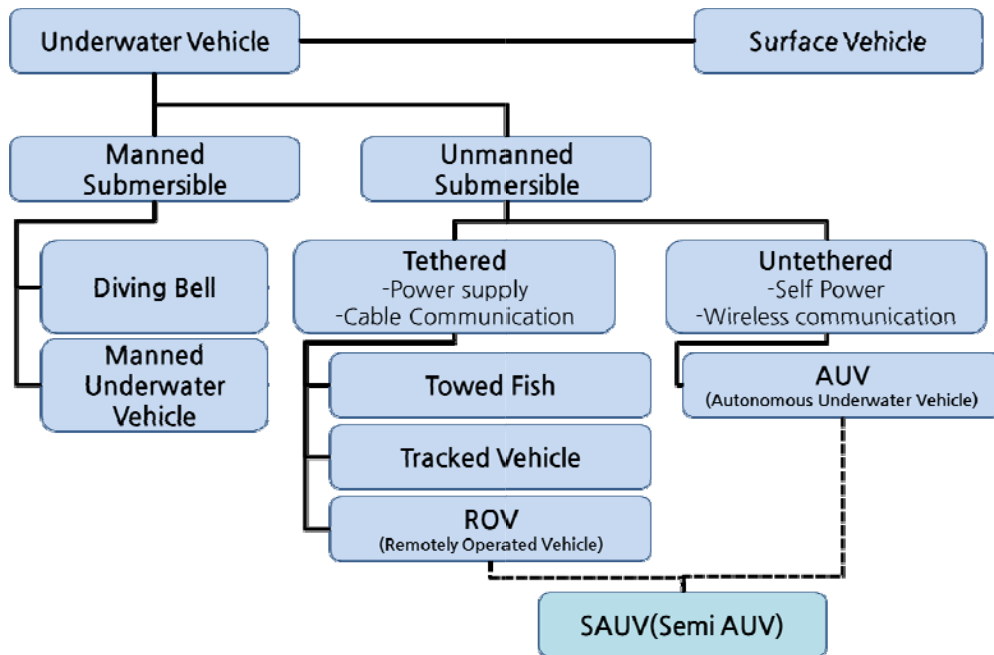 Underwater Vehicle
Surface Vehicle
Manned
Submersible
Unmanned
Submersible
Diving Bell
Manned
Underwater
Vehicle
Tethered
-Power supply
-Cable Communication
Untethered
-Self Power
-Wireless communication
Towed Fish
Tracked Vehicle
ROV
(Remotely Operated Vehicle)
AUV
(Autonomous Underwater Vehicle)
SAUV(Semi AUV)